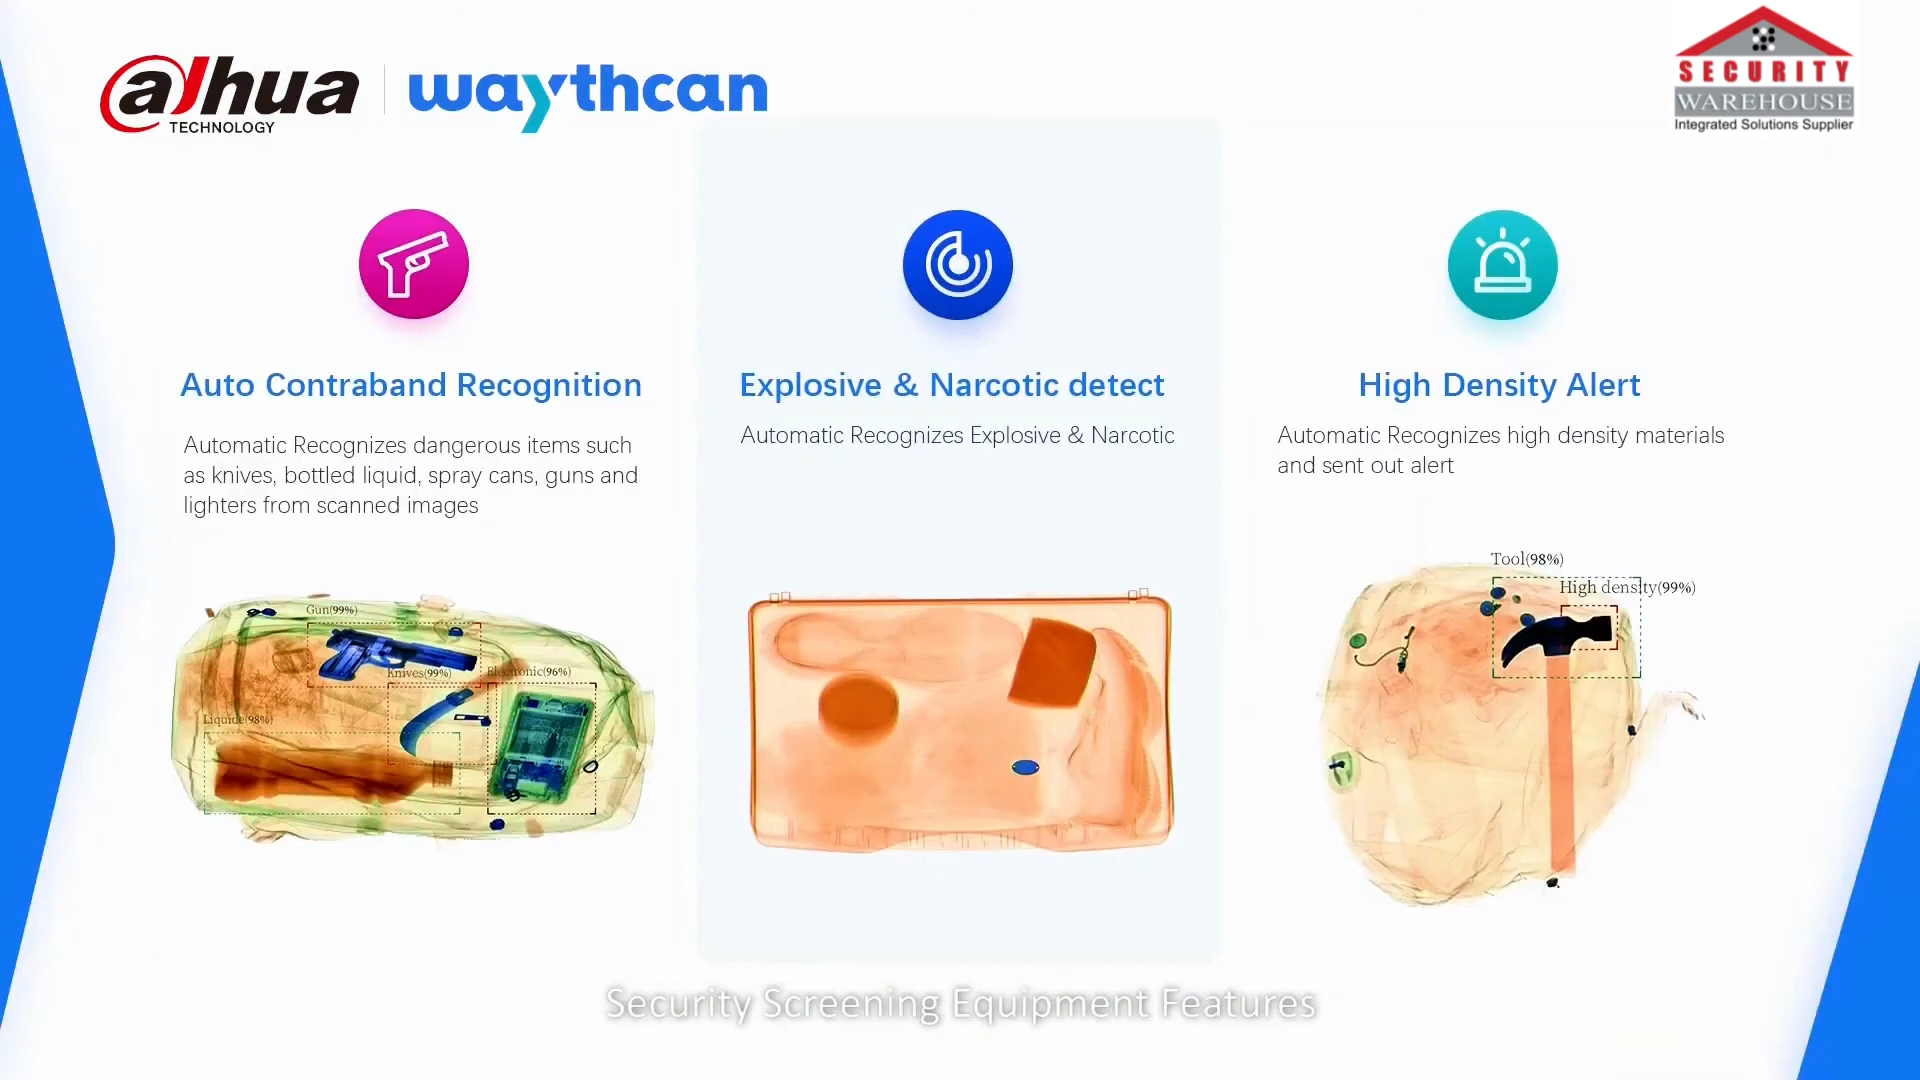 alhua
TECHNOLOGY
waythcan
SECURITY
WAREHOUSE
Integrated Solutions Supplier
Auto Contraband Recognition
Automatic Recognizes dangerous items such
as knives, bottled liquid, spray cans, guns and
lighters from scanned images
Gun(99%)
Knives(99%)
Electronic(96%)
Liquide(98%)
Explosive & Narcotic detect
Automatic Recognizes Explosive & Narcotic
High Density Alert
Automatic Recognizes high density materials
and sent out alert
Tool(98%)
High density(99%)
Security Screening Equipment Features